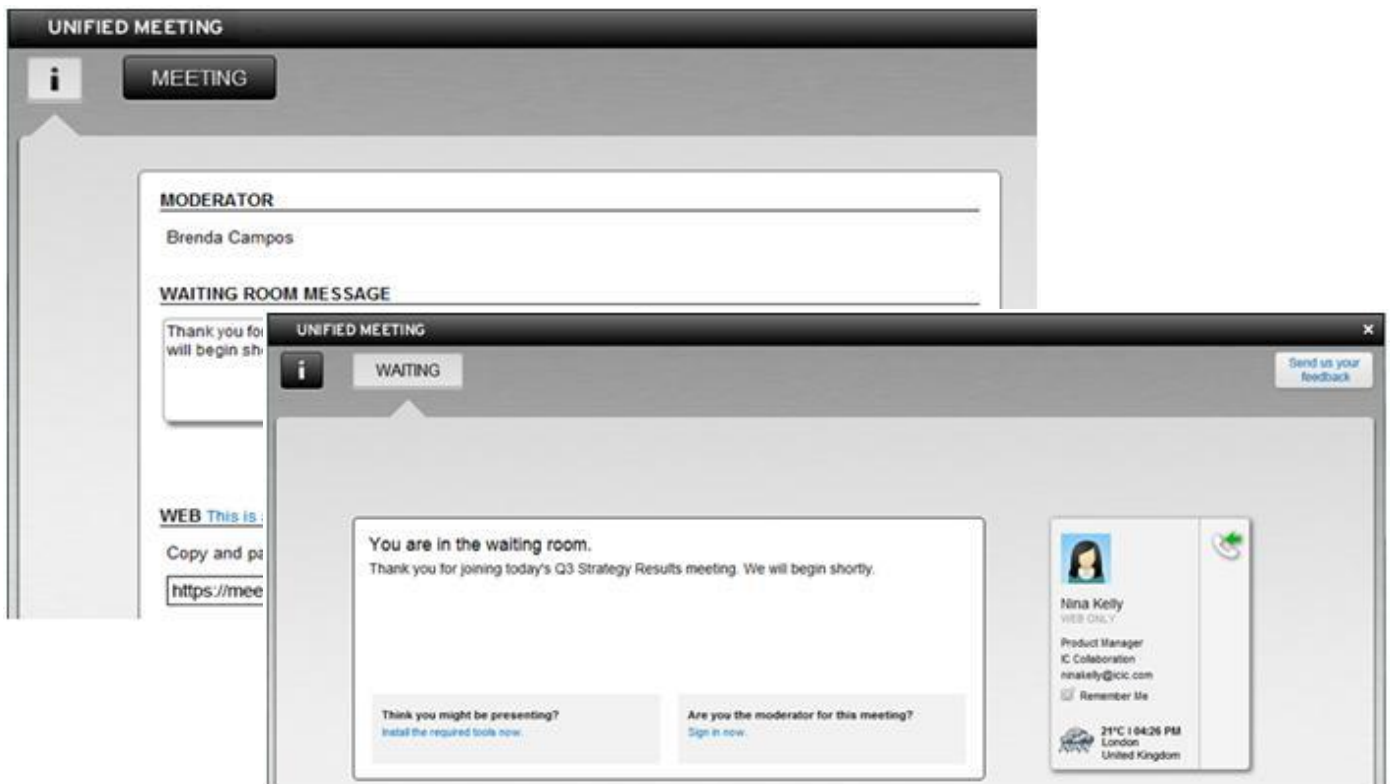 UNIFIED MEETING
i
MEETING
MODERATOR
Brenda Campos
WAITING ROOM MESSAGE
Thank you fo
will begin sh
WEB This is
Copy and pa
https://mee
UNIFIED MEETING
x
i
WAITING
Send us your
feedback
You are in the waiting room.
Thank you for joining today's Q3 Strategy Results meeting. We will begin shortly.
Think you might be presenting?
Install the required tools now.
Are you the moderator for this meeting?
Sign in now.
Nina Kelly
WEB ONLY
Product Manager
IC Collaboration
ninakelly@icic.com
Remember Me
21°C | 04:26 PM
London
United Kingdom